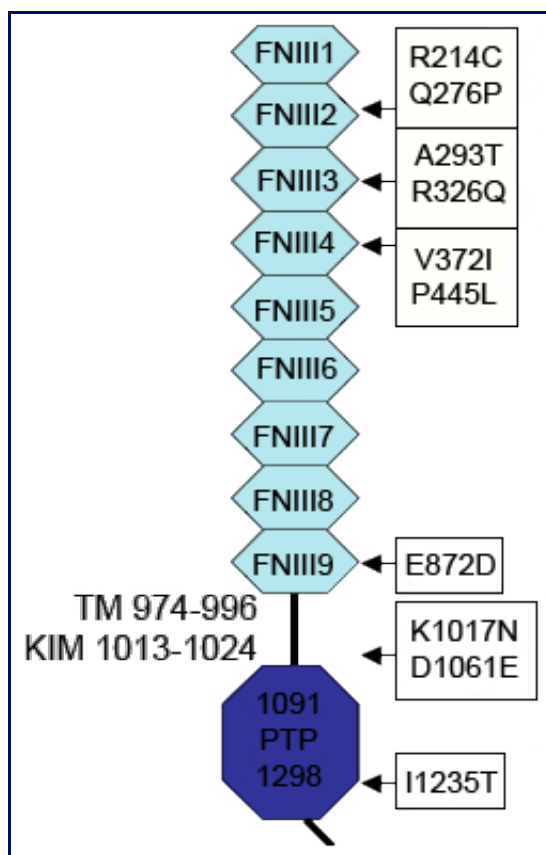 FNIII1
R214C
Q276P
FNIII2
A293T
R326Q
FNIII3
FNIII4
V372I
P445L
FNIII5
FNIII6
FNIII7
FNIII8
FNIII9
E872D
TM 974-996
KIM 1013-1024
K1017N
D1061E
1091
PTP
1298
I1235T